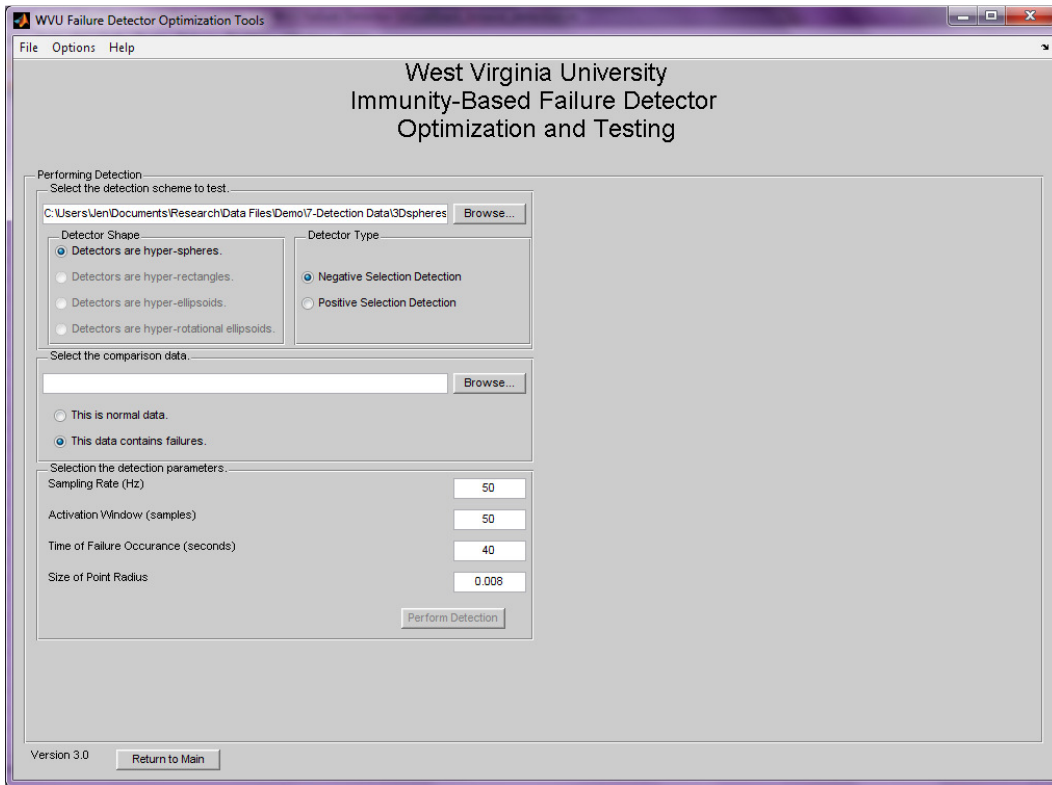 WVU Failure Detector Optimization Tools
File Options Help
West Virginia University
Immunity-Based Failure Detector
Optimization and Testing
Performing Detection
Select the detection scheme to test.
C:\Users\Jen\Documents\Research\Data Files\Demo\7-Detection Data\3Dspheres
Browse...
Detector Shape
Detectors are hyper-spheres.
Detectors are hyper-rectangles.
Detectors are hyper-ellipsoids.
Detectors are hyper-rotational ellipsoids.
Detector Type
Negative Selection Detection
Positive Selection Detection
Select the comparison data.
Browse...
This is normal data.
This data contains failures.
Selection the detection parameters.
Sampling Rate (Hz) 50
Activation Window (samples) 50
Time of Failure Occurance (seconds) 40
Size of Point Radius 0.008
Perform Detection
Version 3.0
Return to Main